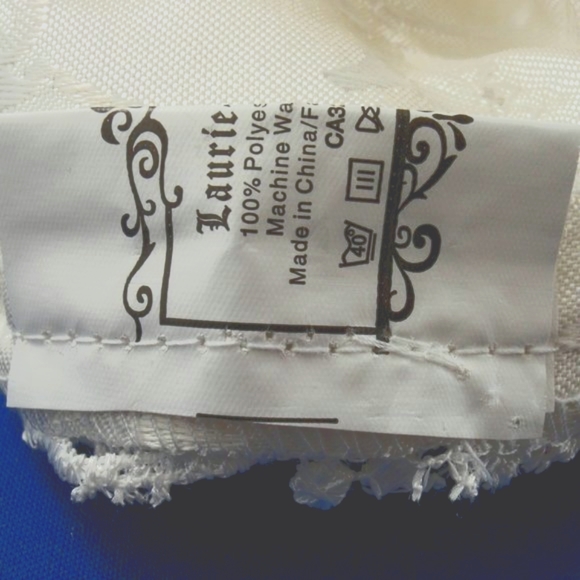 Laurie
100% Polyes
Machine Wa
Made in China/F
CA3
40°